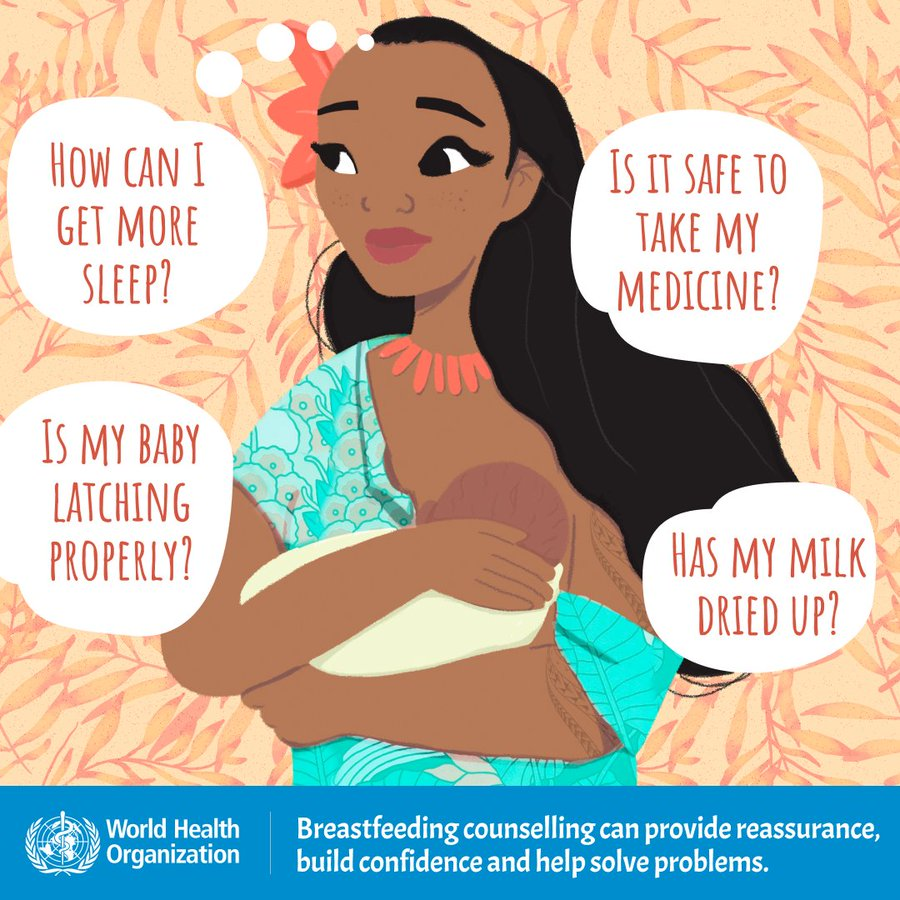 HOW CAN I
GET MORE
SLEEP?
IS IT SAFE TO
TAKE MY
MEDICINE?
IS MY BABY
LATCHING
PROPERLY?
HAS MY MILK
DRIED UP?
World Health
Organization
Breastfeeding counselling can provide reassurance,
build confidence and help solve problems.